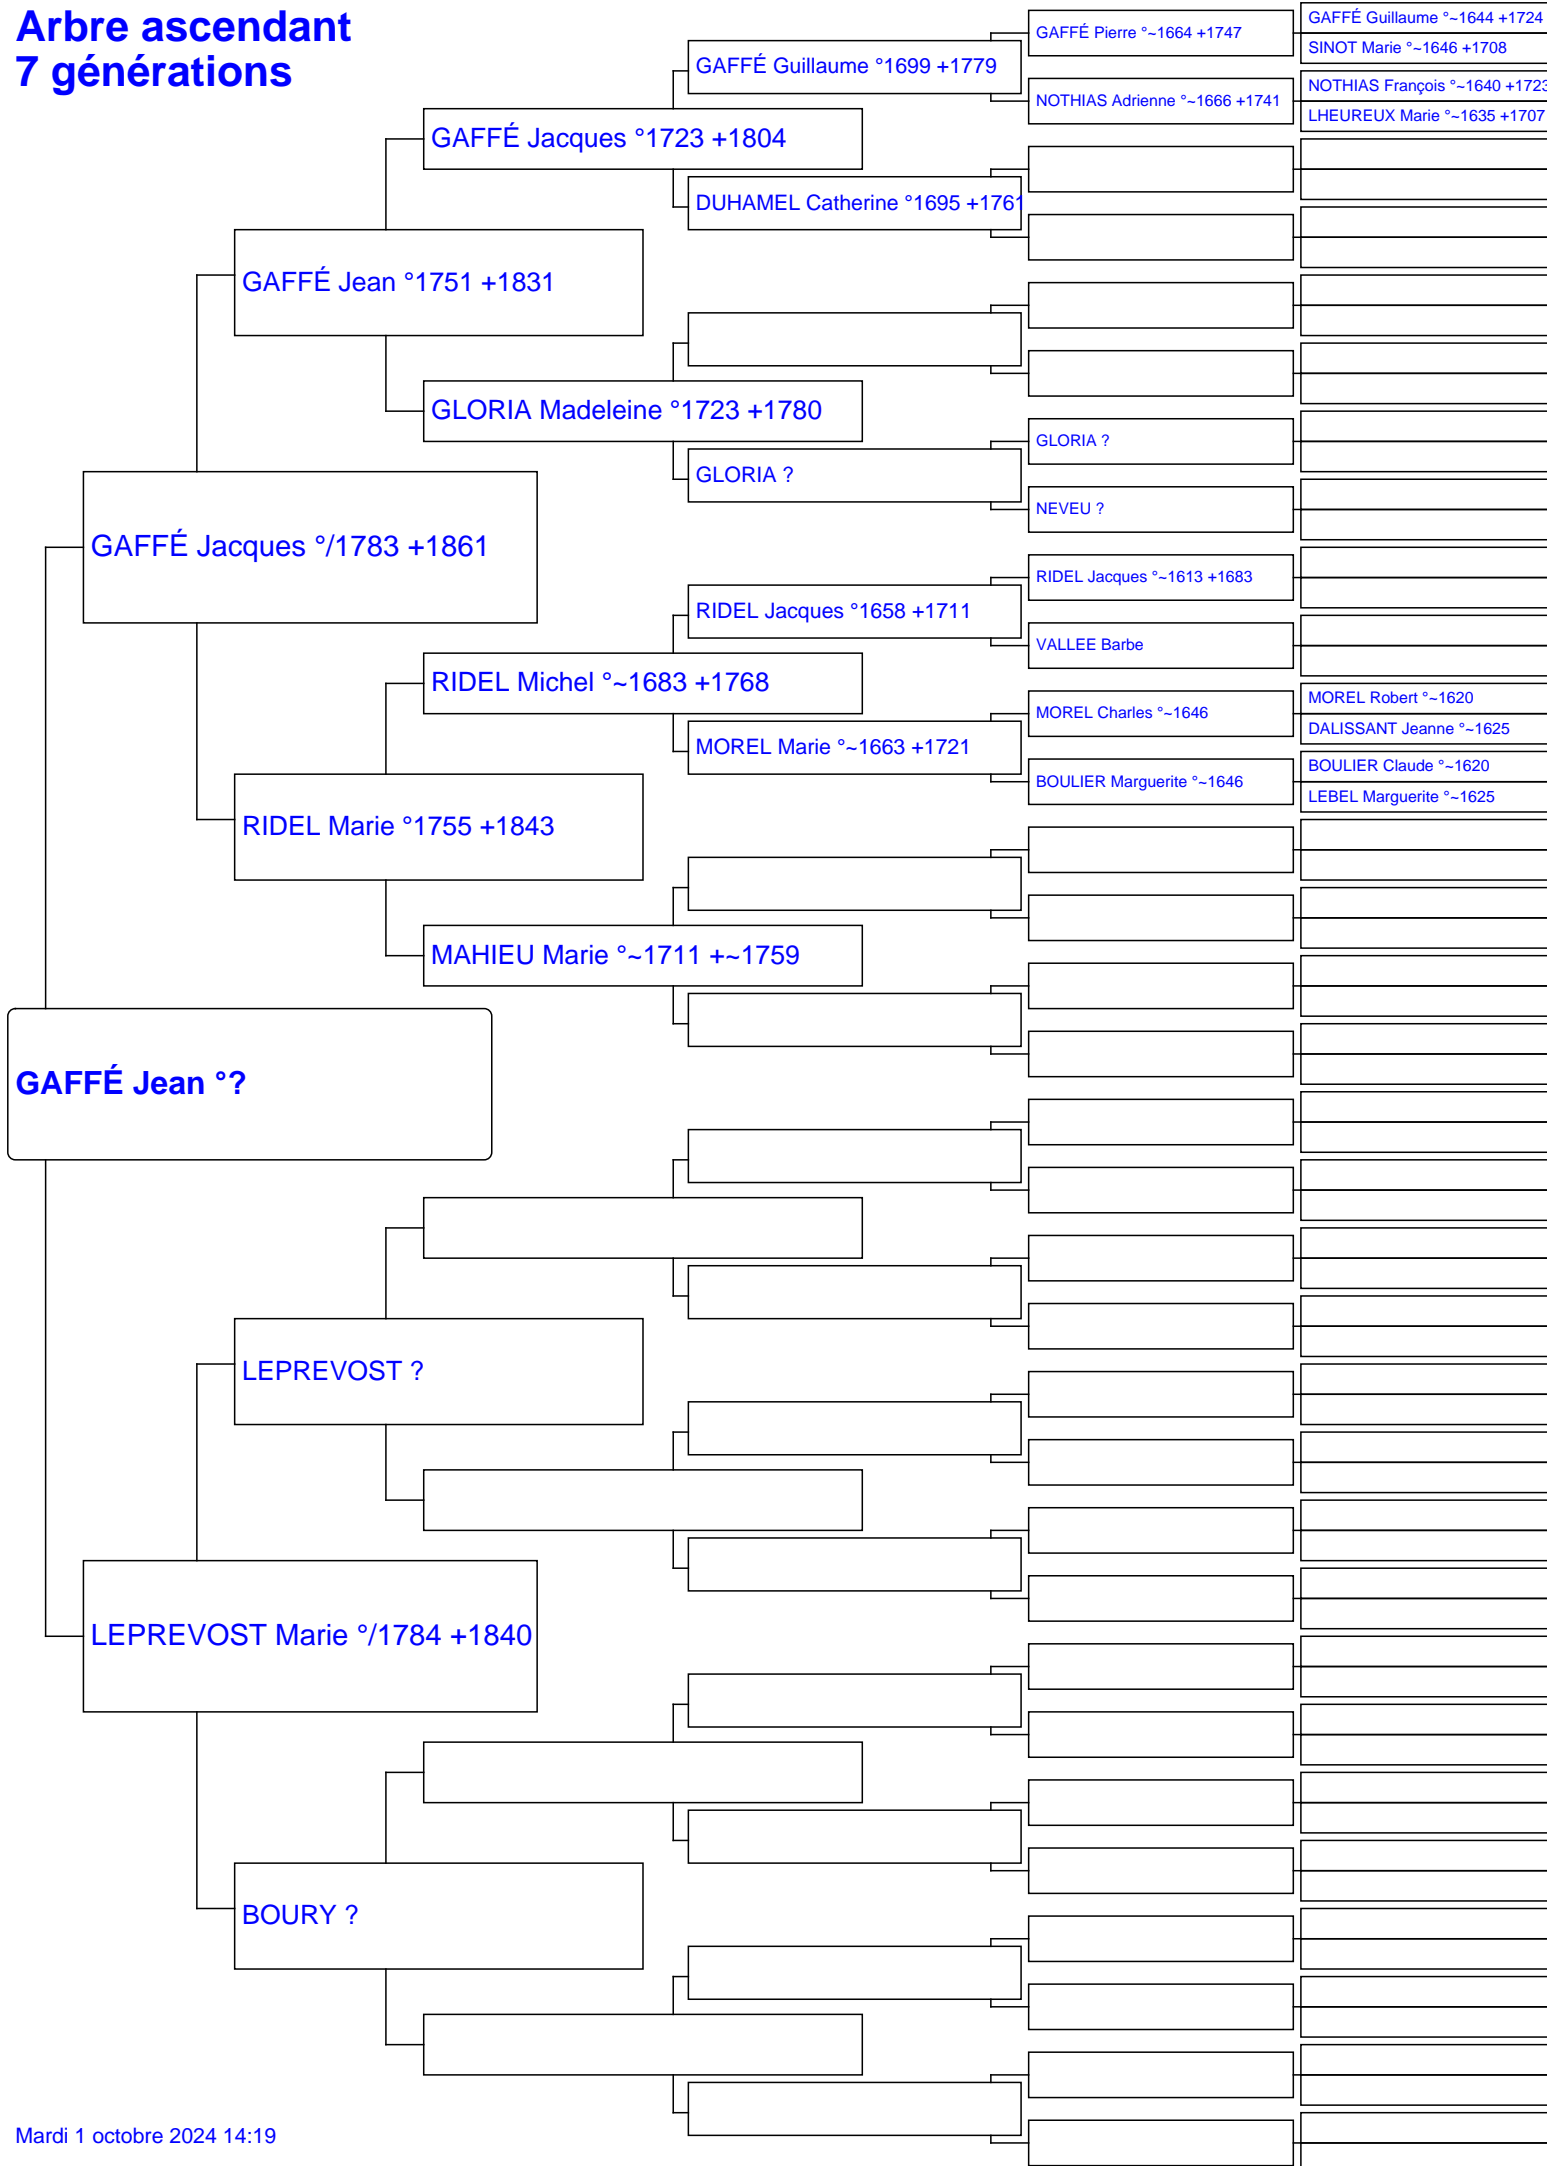 Arbre ascendant
7 générations
GAFFÉ Jean °?
GAFFÉ Jacques °/1783 +1861
LEPREVOST Marie °/1784 +1840
GAFFÉ Jean °1751 +1831
RIDEL Marie °1755 +1843
LEPREVOST ?
BOURY ?
GAFFÉ Jacques °1723 +1804
GLORIA Madeleine °1723 +1780
RIDEL Michel °~1683 +1768
MAHIEU Marie °~1711 +~1759
GAFFÉ Guillaume °1699 +1779
DUHAMEL Catherine °1695 +1761
GLORIA ?
RIDEL Jacques °1658 +1711
MOREL Marie °~1663 +1721
GAFFÉ Pierre °~1664 +1747
NOTHIAS Adrienne °~1666 +1741
GLORIA ?
NEVEU ?
RIDEL Jacques °~1613 +1683
VALLEE Barbe
MOREL Charles °~1646
BOULIER Marguerite °~1646
GAFFÉ Guillaume °~1644 +1724
SINOT Marie °~1646 +1708
NOTHIAS François °~1640 +1723
LHEUREUX Marie °~1635 +1707
MOREL Robert °~1620
DALISSANT Jeanne °~1625
BOULIER Claude °~1620
LEBEL Marguerite °~1625
Mardi 1 octobre 2024 14:19